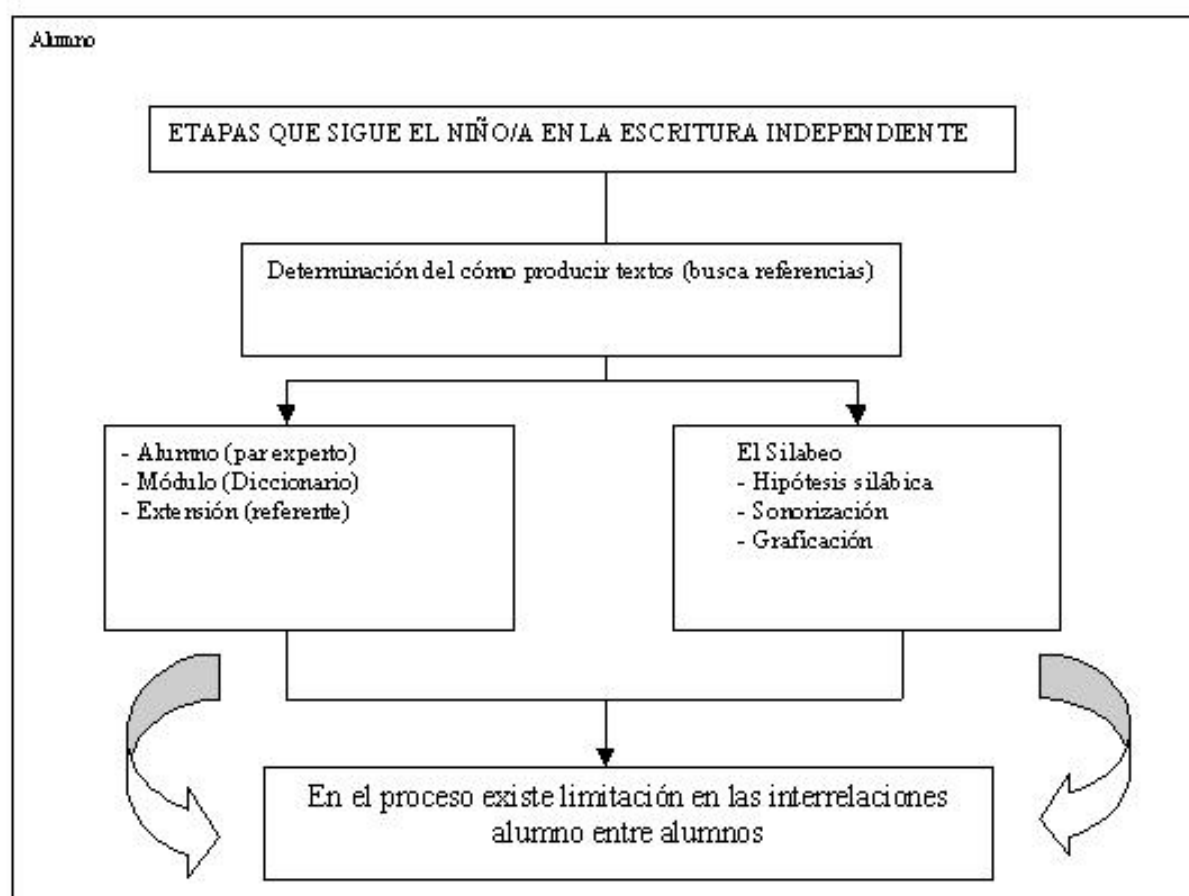 Alumno
ETAPAS QUE SIGUE EL NIÑO/A EN LA ESCRITURA INDEPENDIENTE
Determinación del cómo producir textos (busca referencias)
- Alumno (par experto)
- Módulo (Diccionario)
- Extensión (referente)
El Silabeo
- Hipótesis silábica
- Sonorización
- Graficación
En el proceso existe limitación en las interrelaciones
alumno entre alumnos